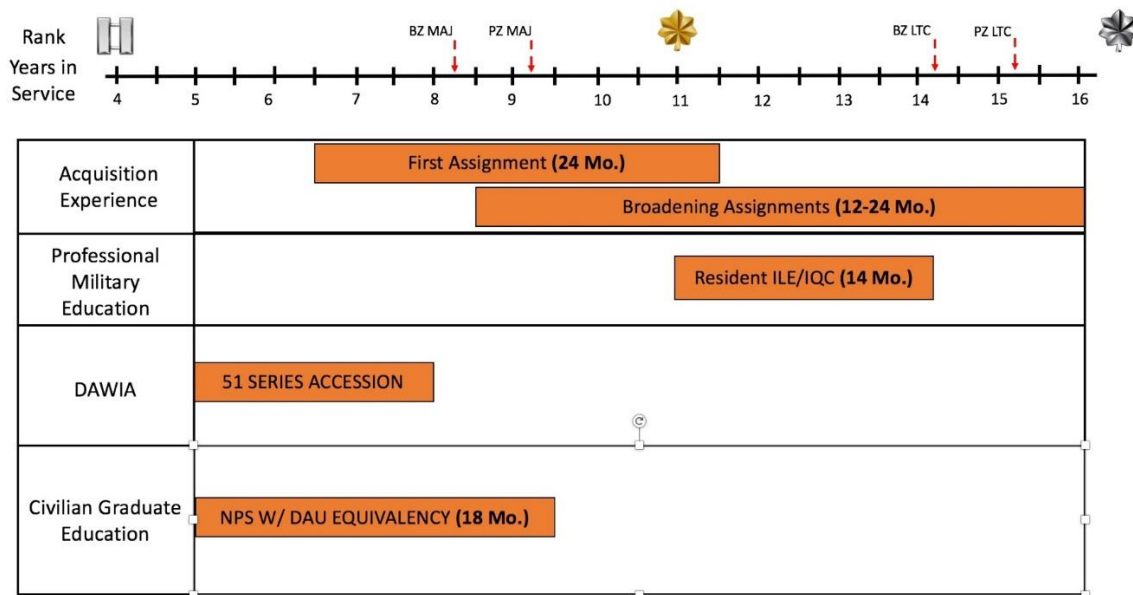 Rank
BZ MAJ
PZ MAJ
BZ LTC
PZ LTC
Years in
Service
4 5 6 7 8 9 10 11 12 13 14 15 16
Acquisition
Experience
First Assignment (24 Mo.)
Broadening Assignments (12-24 Mo.)
Professional
Military
Education
Resident ILE/IQC (14 Mo.)
DAWIA
51 SERIES ACCESSION
Civilian Graduate
Education
NPS W/ DAU EQUIVALENCY (18 Mo.)